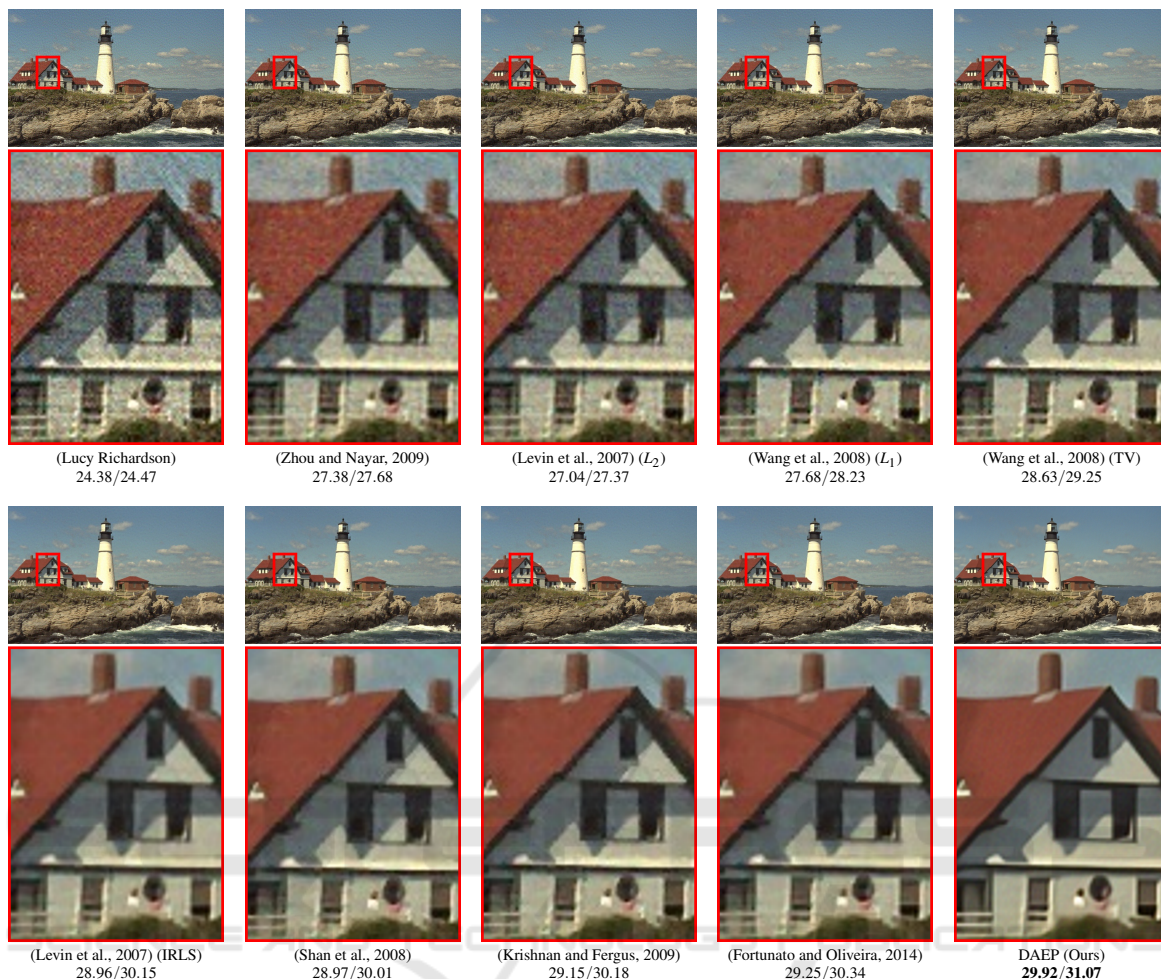 (Lucy Richardson)
24.38/24.47
(Zhou and Nayar, 2009)
27.38/27.68
(Levin et al., 2007) (L2)
27.04/27.37
(Wang et al., 2008) (L1)
27.68/28.23
(Wang et al., 2008) (TV)
28.63/29.25
(Levin et al., 2007) (IRLS)
28.96/30.15
(Shan et al., 2008)
28.97/30.01
(Krishnan and Fergus, 2009)
29.15/30.18
(Fortunato and Oliveira, 2014)
29.25/30.34
DAEP (Ours)
29.92/31.07
SCIENCE AND TECHNOLOGY PUBLICATIONS